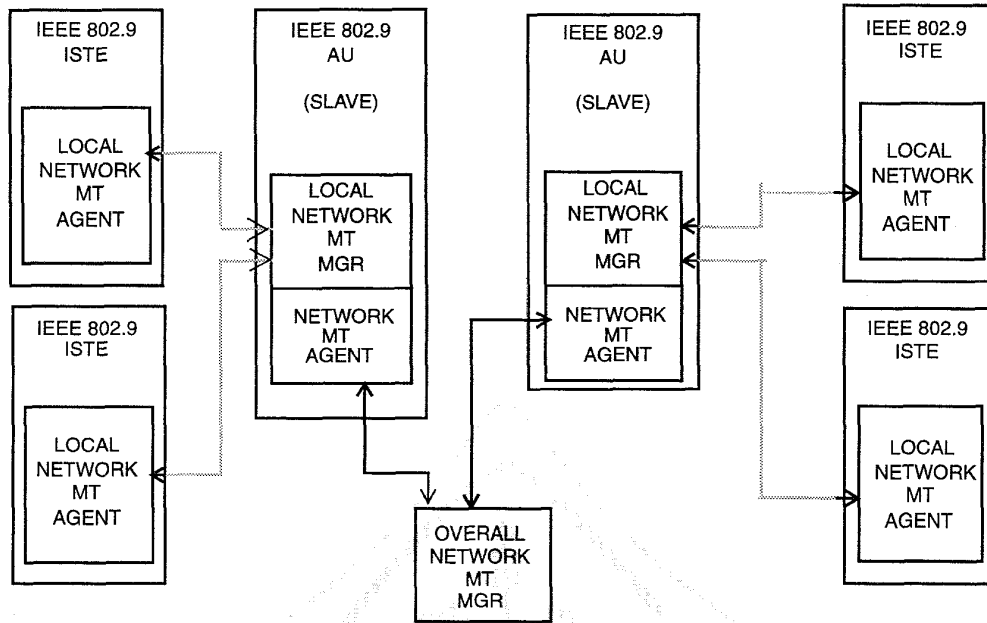 IEEE 802.9
ISTE
LOCAL
NETWORK
MT
AGENT
IEEE 802.9
ISTE
LOCAL
NETWORK
MT
AGENT
IEEE 802.9
AU
(SLAVE)
LOCAL
NETWORK
MT
MGR
NETWORK
MT
AGENT
IEEE 802.9
AU
(SLAVE)
LOCAL
NETWORK
MT
MGR
NETWORK
MT
AGENT
IEEE 802.9
ISTE
LOCAL
NETWORK
MT
AGENT
IEEE 802.9
ISTE
LOCAL
NETWORK
MT
AGENT
OVERALL
NETWORK
MT
MGR